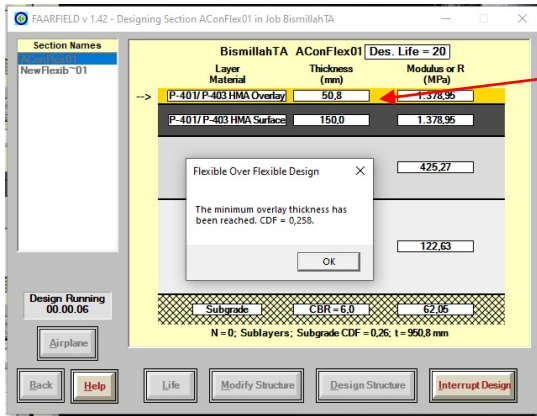 FAARFIELD v 1.42 - Designing Section AConFlex01 in Job BismillahTA
Section Names
AConFlex01
NewFlexib~01
BismillahTA AConFlex01 Des. Life = 20
Layer Material Thickness (mm) Modulus or R (MPa)
--> P-401/ P-403 HMA Overlay 50,8 1.378,95
P-401/ P-403 HMA Surface 150,0 1.378,95
425,27
Flexible Over Flexible Design
The minimum overlay thickness has
been reached. CDF = 0,258.
OK
122,63
Subgrade CBR = 6,0 62,05
N = 0; Sublayers; Subgrade CDF = 0,26; t = 950,8 mm
Design Running
00.00.06
Airplane
Back Help Life Modify Structure Design Structure Interrupt Design